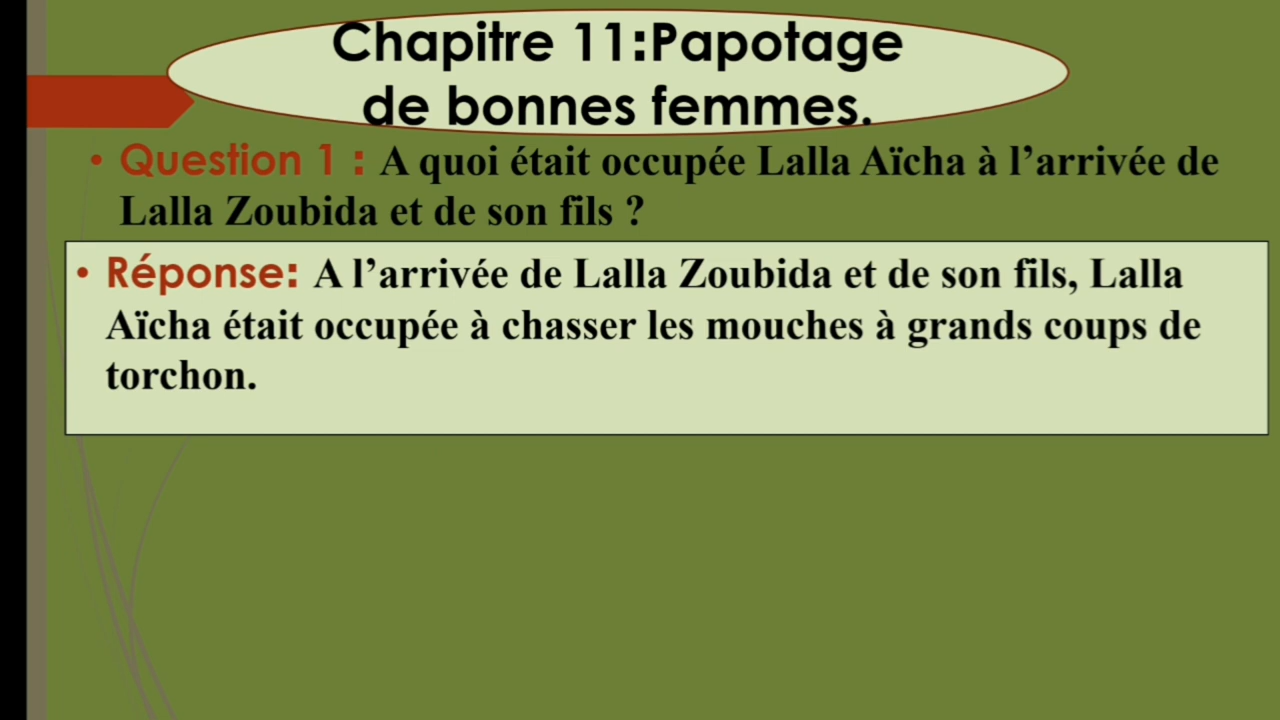 Chapitre 11:Papotage
de bonnes femmes.
• Question 1 : A quoi était occupée Lalla Aïcha à l’arrivée de
Lalla Zoubida et de son fils ?
• Réponse: A l’arrivée de Lalla Zoubida et de son fils, Lalla
Aïcha était occupée à chasser les mouches à grands coups de
torchon.